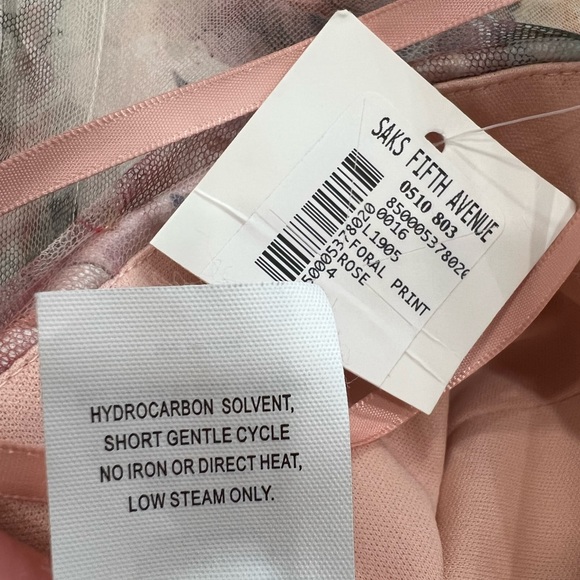 SAKS FIFTH AVENUE
0510 803
850005378020
0016
L1905
FORAL PRINT
ROSE
4
HYDROCARBON SOLVENT,
SHORT GENTLE CYCLE
NO IRON OR DIRECT HEAT,
LOW STEAM ONLY.